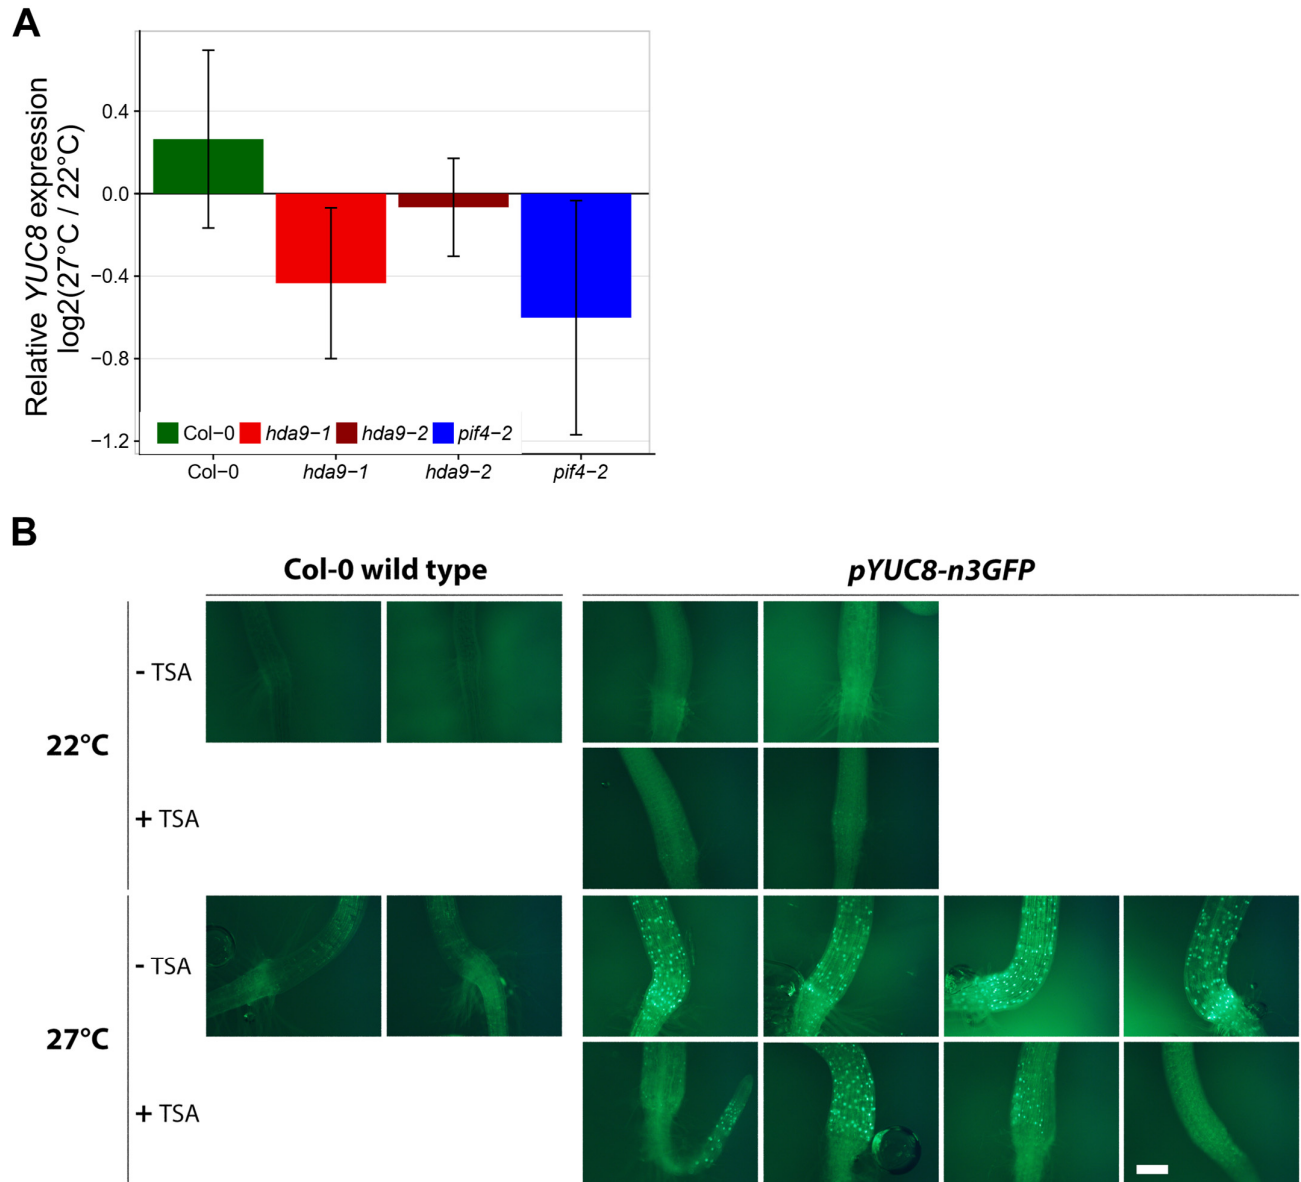 A
Relative YUC8 expression
log2(27°C / 22°C)
0.4
0.0
−0.4
−0.8
−1.2
Col−0 hda9−1 hda9−2 pif4−2
Col−0 hda9−1 hda9−2 pif4−2
B
Col-0 wild type pYUC8-n3GFP
- TSA
22°C
+ TSA
- TSA
27°C
+ TSA